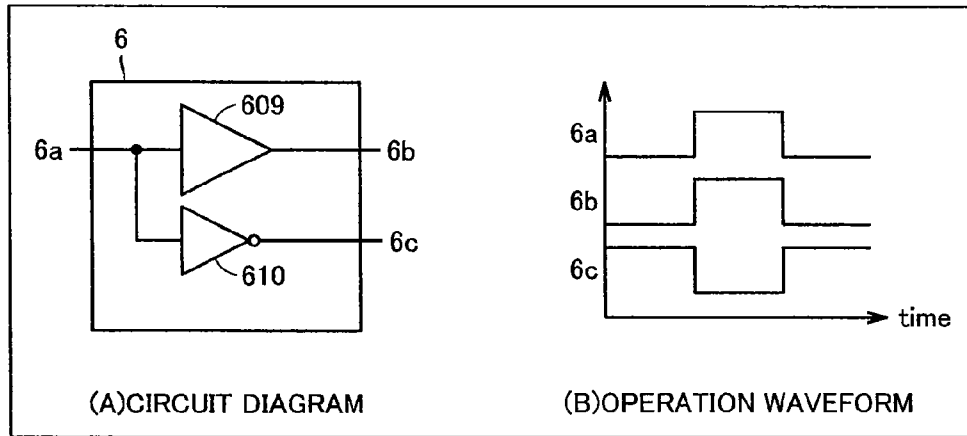 6
609
6a
6b
6c
610
(A)CIRCUIT DIAGRAM
6a
6b
6c
time
(B)OPERATION WAVEFORM